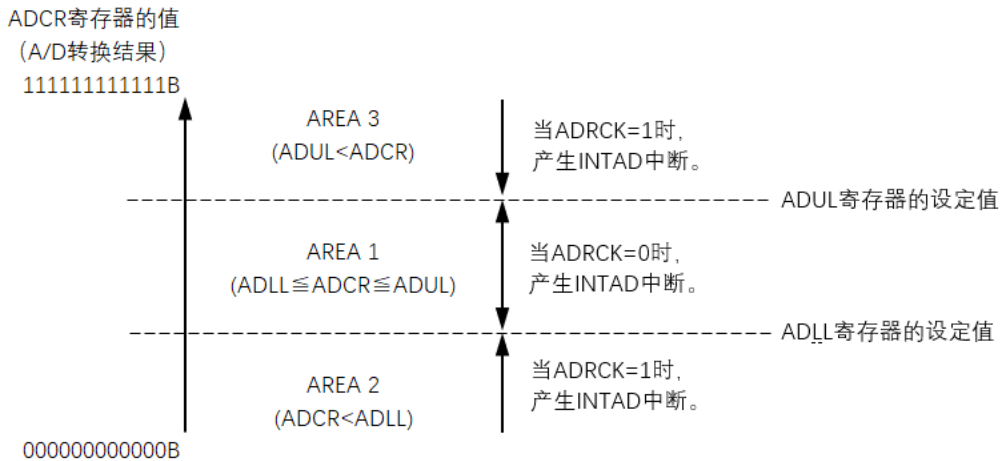 ADCR寄存器的值
（A/D转换结果）
111111111111B
AREA 3
(ADUL<ADCR)
当ADRCK=1时，
产生INTAD中断。
ADUL寄存器的设定值
AREA 1
(ADLL≦ADCR≦ADUL)
当ADRCK=0时，
产生INTAD中断。
ADLL寄存器的设定值
AREA 2
(ADCR<ADLL)
当ADRCK=1时，
产生INTAD中断。
000000000000B